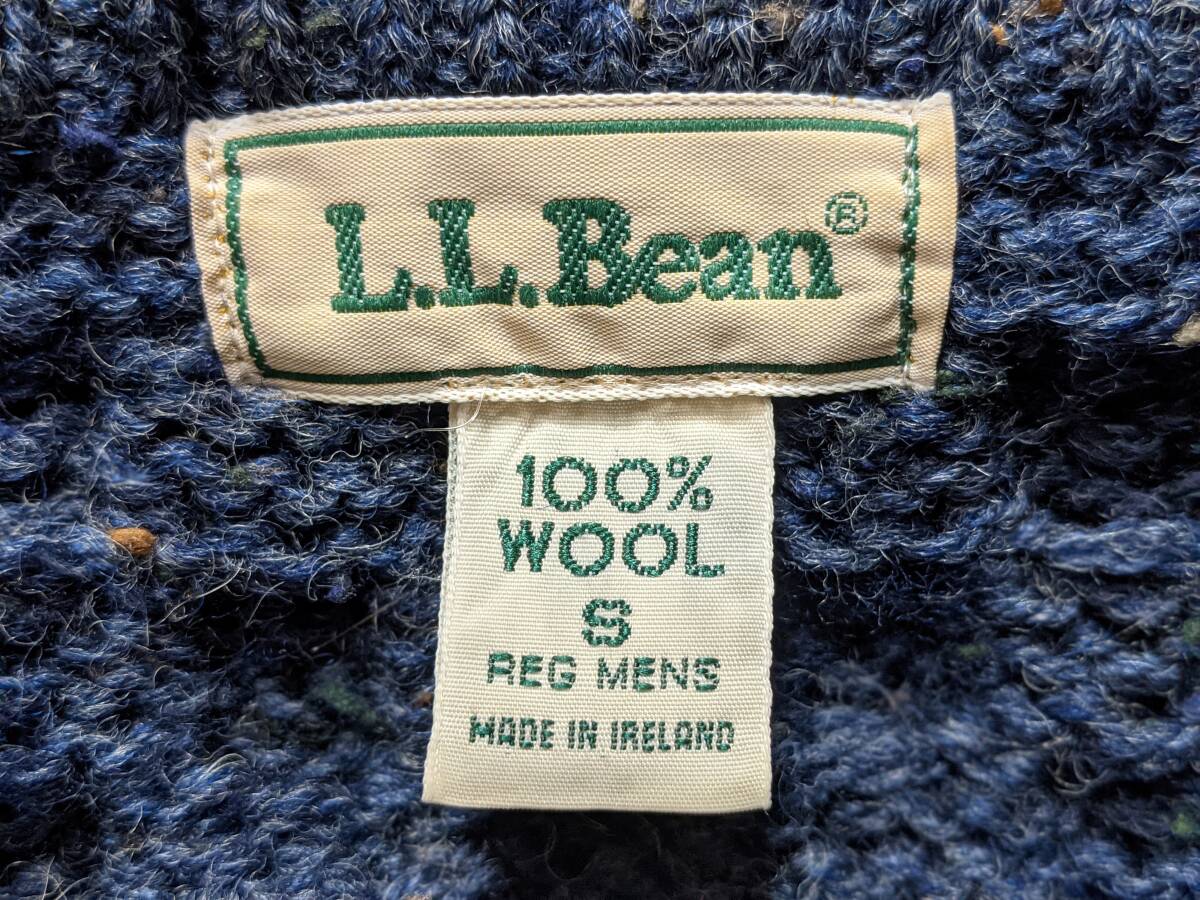 L.L.Bean®
100%
WOOL
S
REG MENS
MADE IN IRELAND